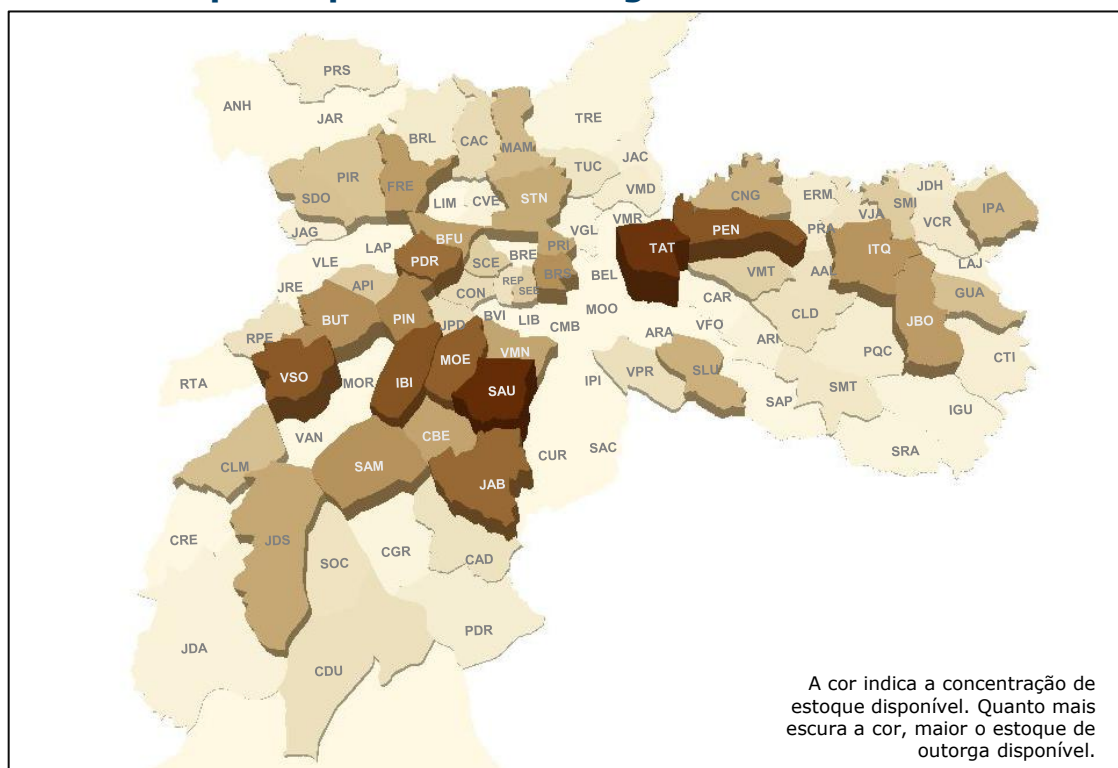 PRS
ANH
JAR
TRE
BRL
CAC
MAM
JAC
TUC
PIR
FRE
SDO
STN
VMD
CNG
ERM
JDH
SMI
VJA
VCR
IPA
LIM
CVE
JAG
VMR
VGL
PEN
PRA
BFU
LAP
TAT
ITQ
PRI
BRE
SCE
PDR
VLE
BRS
BEL
VMT
AAL
LAJ
REP
SEE
API
JRE
CON
GUA
CAR
MOO
CLD
BUT
PIN
JPD
BVI
LIB
CMB
VFO
JBO
ARA
RPE
VMN
PQC
CTI
MOE
VPR
SLU
VSO
RTA
MOR
IBI
SAU
IPI
SMT
SAP
IGU
VAN
CBE
SAC
SRA
CUR
CLM
SAM
JAB
CRE
JDS
CGR
SOC
CAD
PDR
JDA
CDU
A cor indica a concentração de
estoque disponível. Quanto mais
escura a cor, maior o estoque de
outorga disponível.